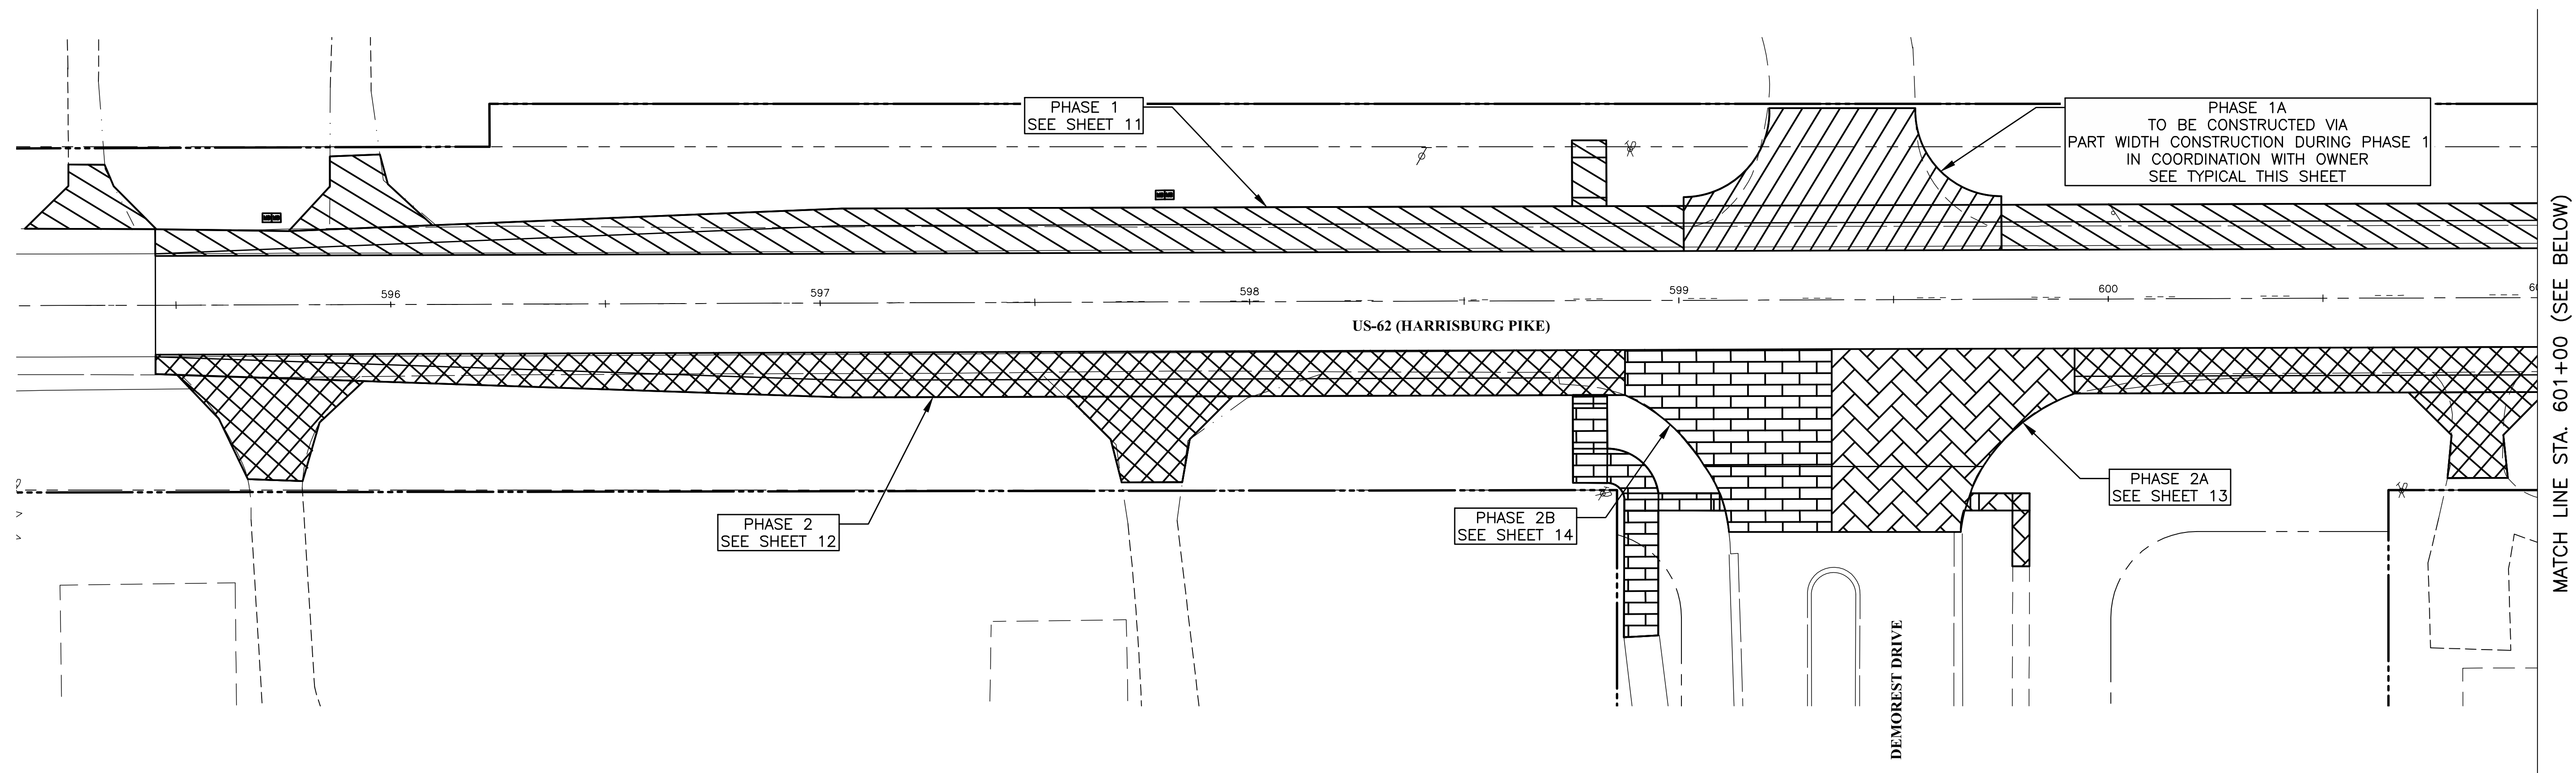 PHASE 1
SEE SHEET 11
PHASE 1A
TO BE CONSTRUCTED VIA
PART WIDTH CONSTRUCTION DURING PHASE 1
IN COORDINATION WITH OWNER
SEE TYPICAL THIS SHEET
596
597
598
599
600
US-62 (HARRISBURG PIKE)
PHASE 2
SEE SHEET 12
PHASE 2B
SEE SHEET 14
PHASE 2A
SEE SHEET 13
DEMOREST DRIVE
MATCH LINE STA. 601+00 (SEE BELOW)